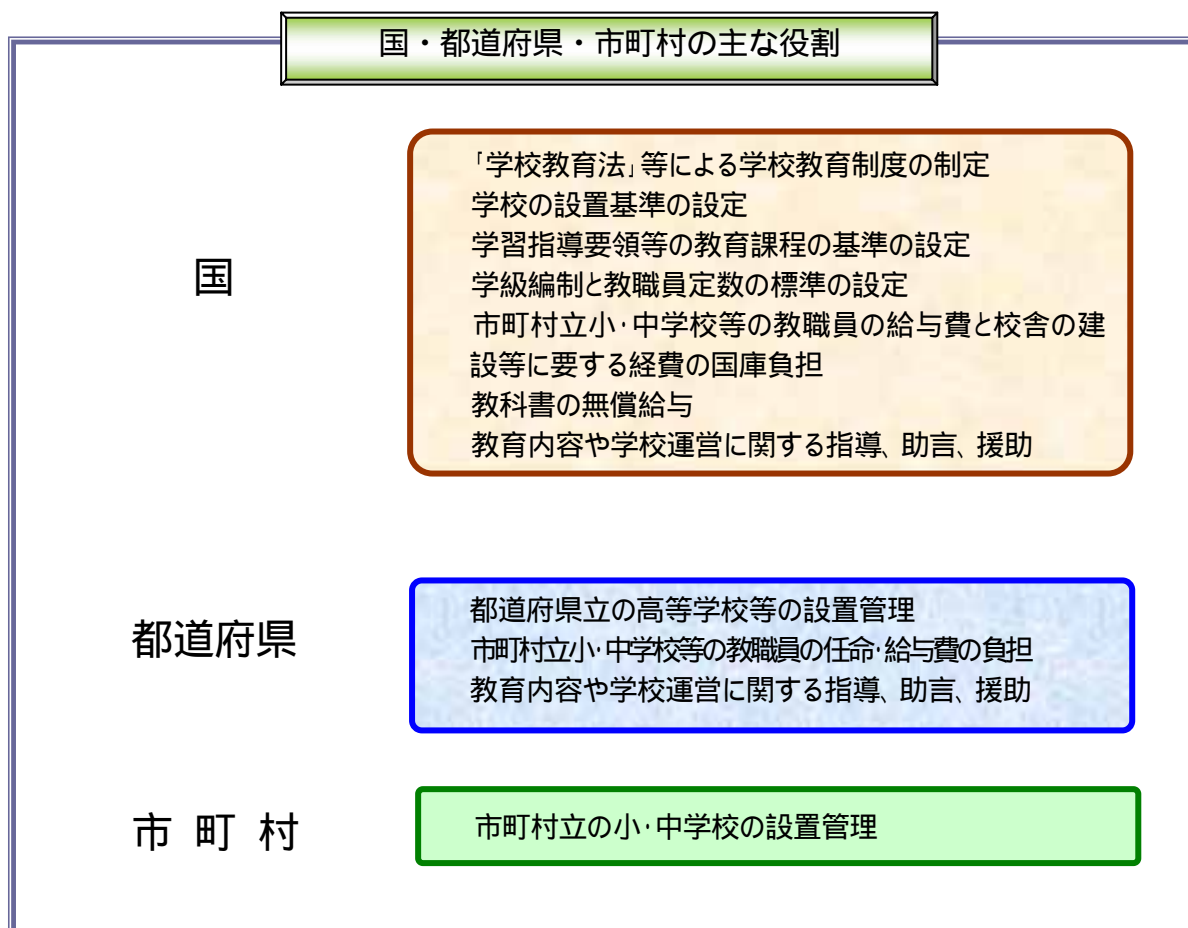 国・都道府県・市町村の主な役割
国
「学校教育法」等による学校教育制度の制定
学校の設置基準の設定
学習指導要領等の教育課程の基準の設定
学級編制と教職員定数の標準の設定
市町村立小・中学校等の教職員の給与費と校舎の建
設等に要する経費の国庫負担
教科書の無償給与
教育内容や学校運営に関する指導、助言、援助
都道府県
都道府県立の高等学校等の設置管理
市町村立小・中学校等の教職員の任命・給与費の負担
教育内容や学校運営に関する指導、助言、援助
市 町 村
市町村立の小・中学校の設置管理